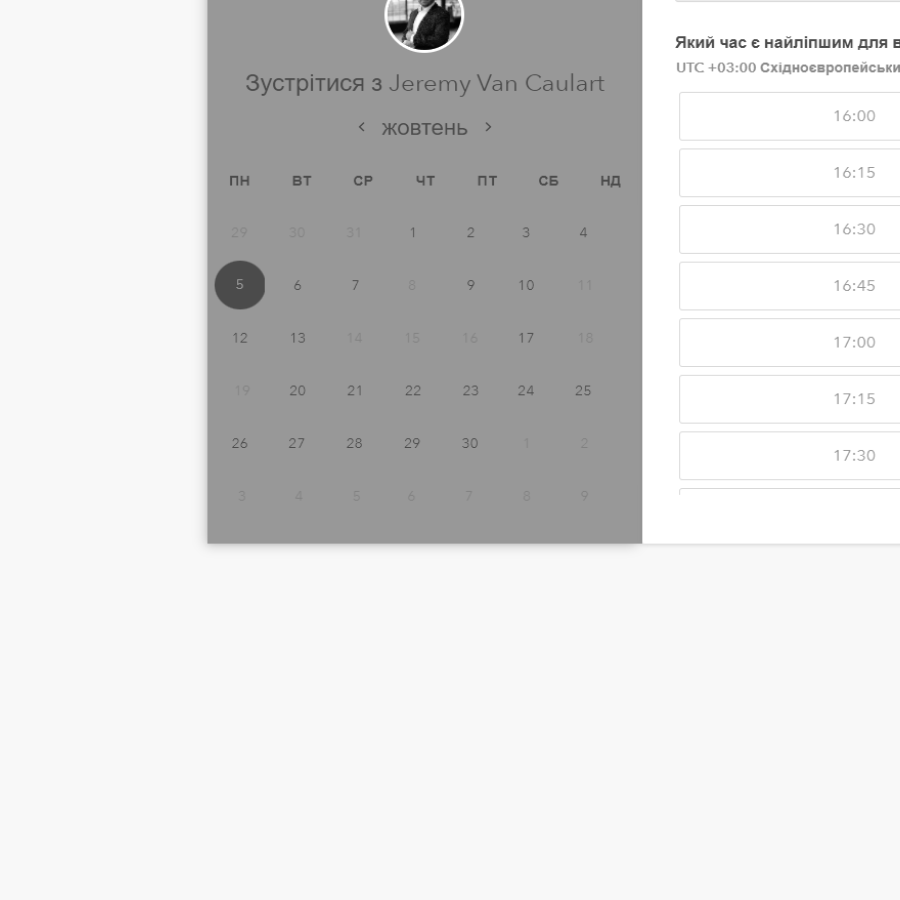 Зустрітися з Jeremy Van Caulart
жовтень
ПН ВТ СР ЧТ ПТ СБ НД
29 30 31 1 2 3 4
5 6 7 8 9 10 11
12 13 14 15 16 17 18
19 20 21 22 23 24 25
26 27 28 29 30 1 2
3 4 5 6 7 8 9
Який час є найліпшим для в
UTC +03:00 Східноєвропейськи
16:00
16:15
16:30
16:45
17:00
17:15
17:30